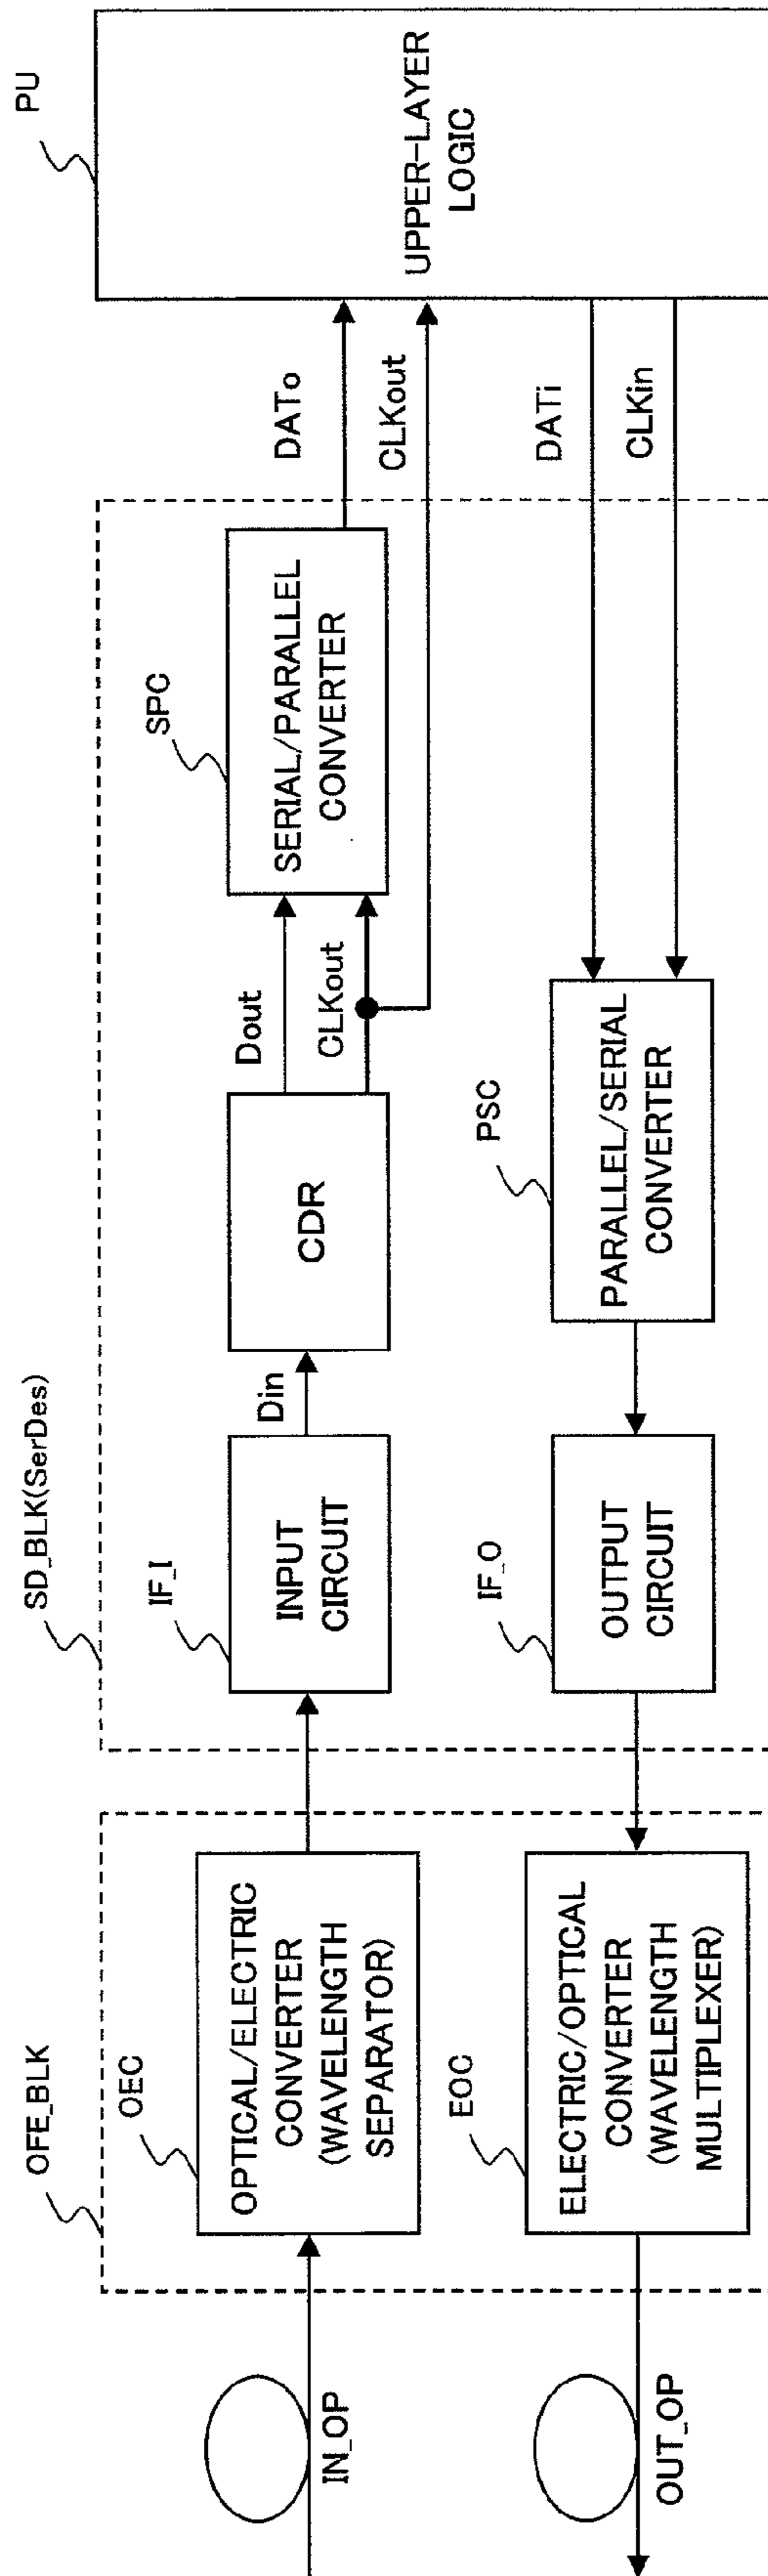 OFE_BLK
OEC
OPTICAL/ELECTRIC
CONVERTER
(WAVELENGTH
SEPARATOR)
IN_OP
EOC
ELECTRIC/OPTICAL
CONVERTER
(WAVELENGTH
MULTIPLEXER)
OUT_OP
SD_BLK(SerDes)
IF_I
INPUT
CIRCUIT
Din
CDR
Dout
CLKout
SPC
SERIAL/PARALLEL
CONVERTER
IF_O
OUTPUT
CIRCUIT
PSC
PARALLEL/SERIAL
CONVERTER
DATo
CLKout
DATi
CLKin
PU
UPPER-LAYER
LOGIC